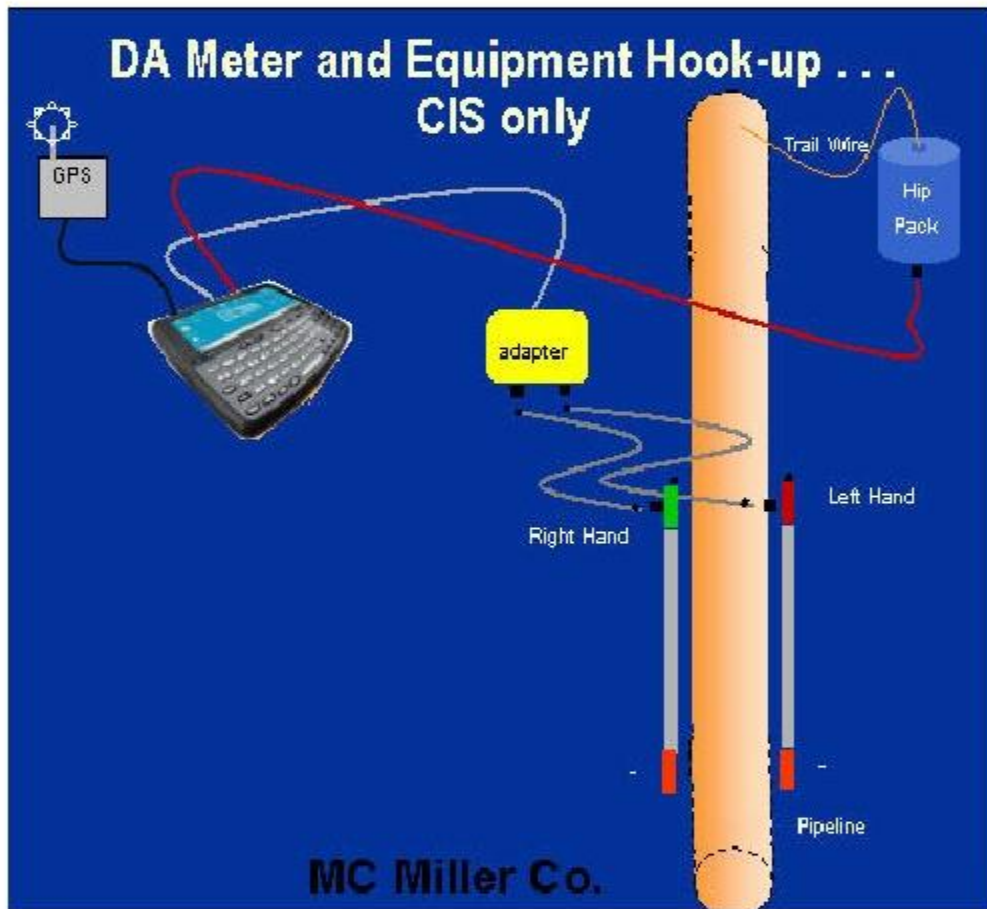 DA Meter and Equipment Hook-up . . .
CIS only
GPS
Trail Wire
Hip
Pack
adapter
Left Hand
Right Hand
-
-
Pipeline
MC Miller Co.